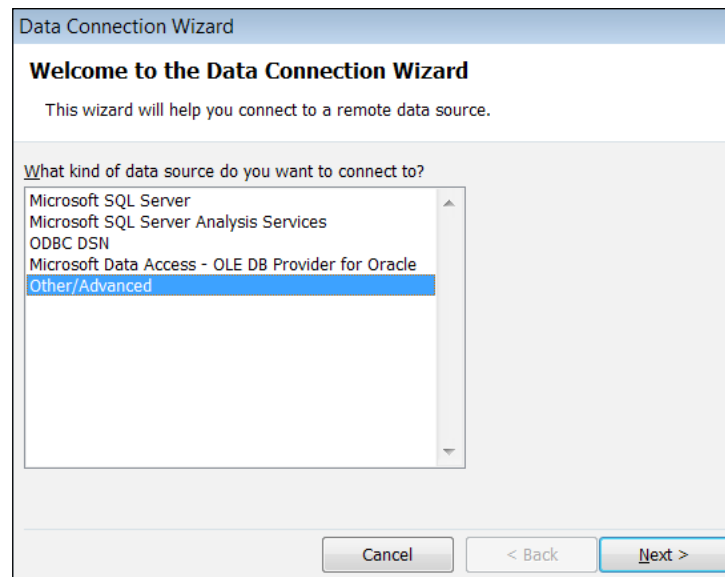 Data Connection Wizard
Welcome to the Data Connection Wizard
This wizard will help you connect to a remote data source.
What kind of data source do you want to connect to?
Microsoft SQL Server
Microsoft SQL Server Analysis Services
ODBC DSN
Microsoft Data Access - OLE DB Provider for Oracle
Other/Advanced
Cancel < Back Next >